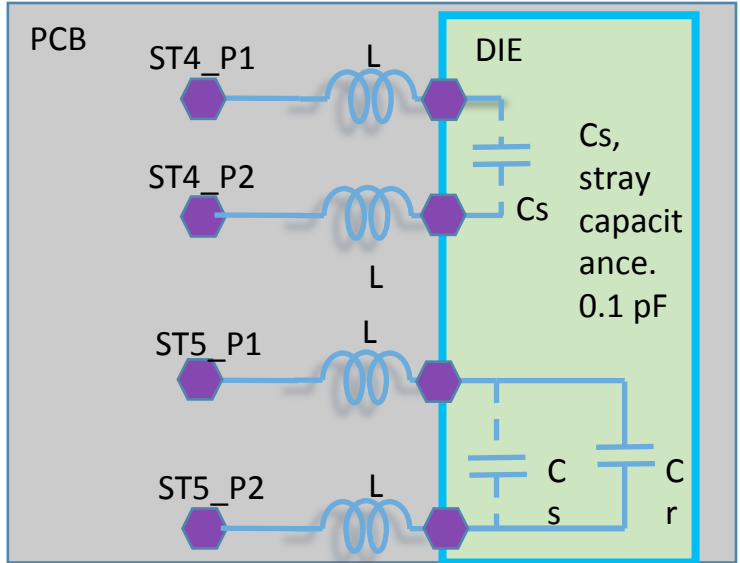 PCB
ST4_P1
L
DIE
ST4_P2
L
Cs
Cs,
stray
capacit
ance.
0.1 pF
ST5_P1
L
ST5_P2
L
C
s
C
r